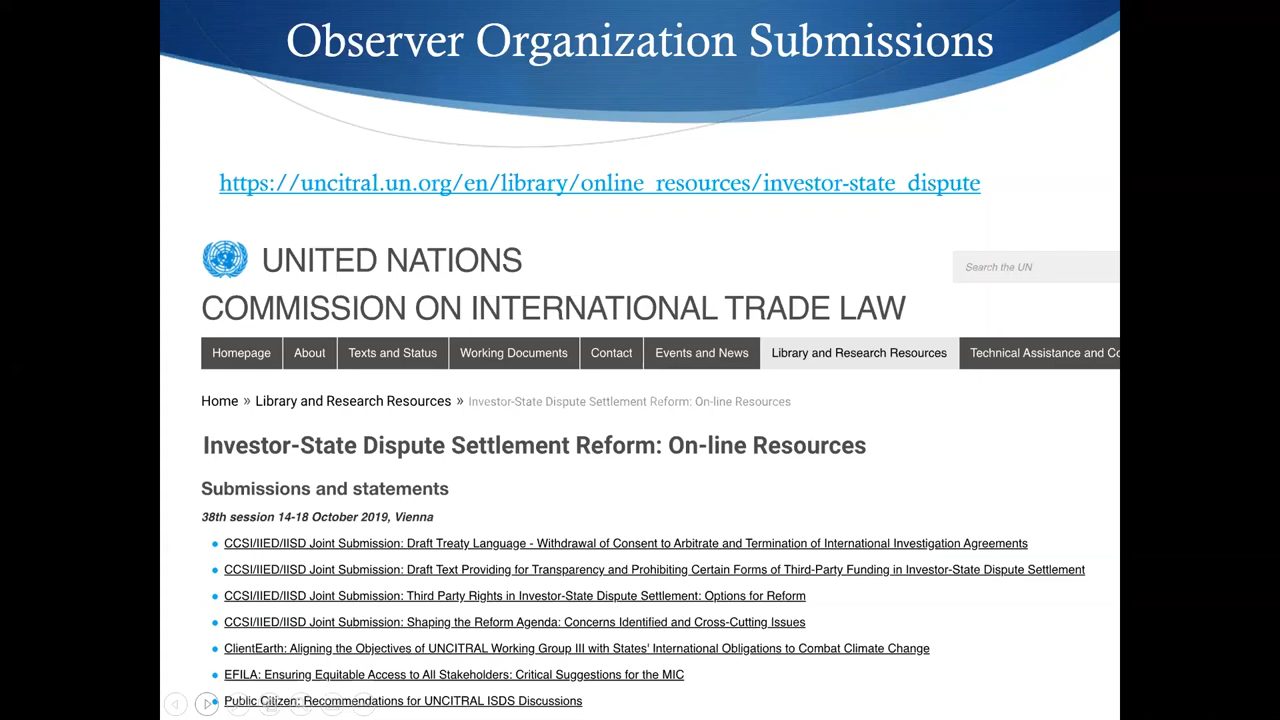 Observer Organization Submissions
https://uncitral.un.org/en/library/online_resources/investor-state_dispute
UNITED NATIONS
Search the UN
COMMISSION ON INTERNATIONAL TRADE LAW
Homepage About Texts and Status Working Documents Contact Events and News Library and Research Resources Technical Assistance and Co
Home » Library and Research Resources » Investor-State Dispute Settlement Reform: On-line Resources
Investor-State Dispute Settlement Reform: On-line Resources
Submissions and statements
38th session 14-18 October 2019, Vienna
CCSI/IIED/IISD Joint Submission: Draft Treaty Language - Withdrawal of Consent to Arbitrate and Termination of International Investigation Agreements
CCSI/IIED/IISD Joint Submission: Draft Text Providing for Transparency and Prohibiting Certain Forms of Third-Party Funding in Investor-State Dispute Settlement
CCSI/IIED/IISD Joint Submission: Third Party Rights in Investor-State Dispute Settlement: Options for Reform
CCSI/IIED/IISD Joint Submission: Shaping the Reform Agenda: Concerns Identified and Cross-Cutting Issues
ClientEarth: Aligning the Objectives of UNCITRAL Working Group III with States' International Obligations to Combat Climate Change
EFILA: Ensuring Equitable Access to All Stakeholders: Critical Suggestions for the MIC
Public Citizen: Recommendations for UNCITRAL ISDS Discussions